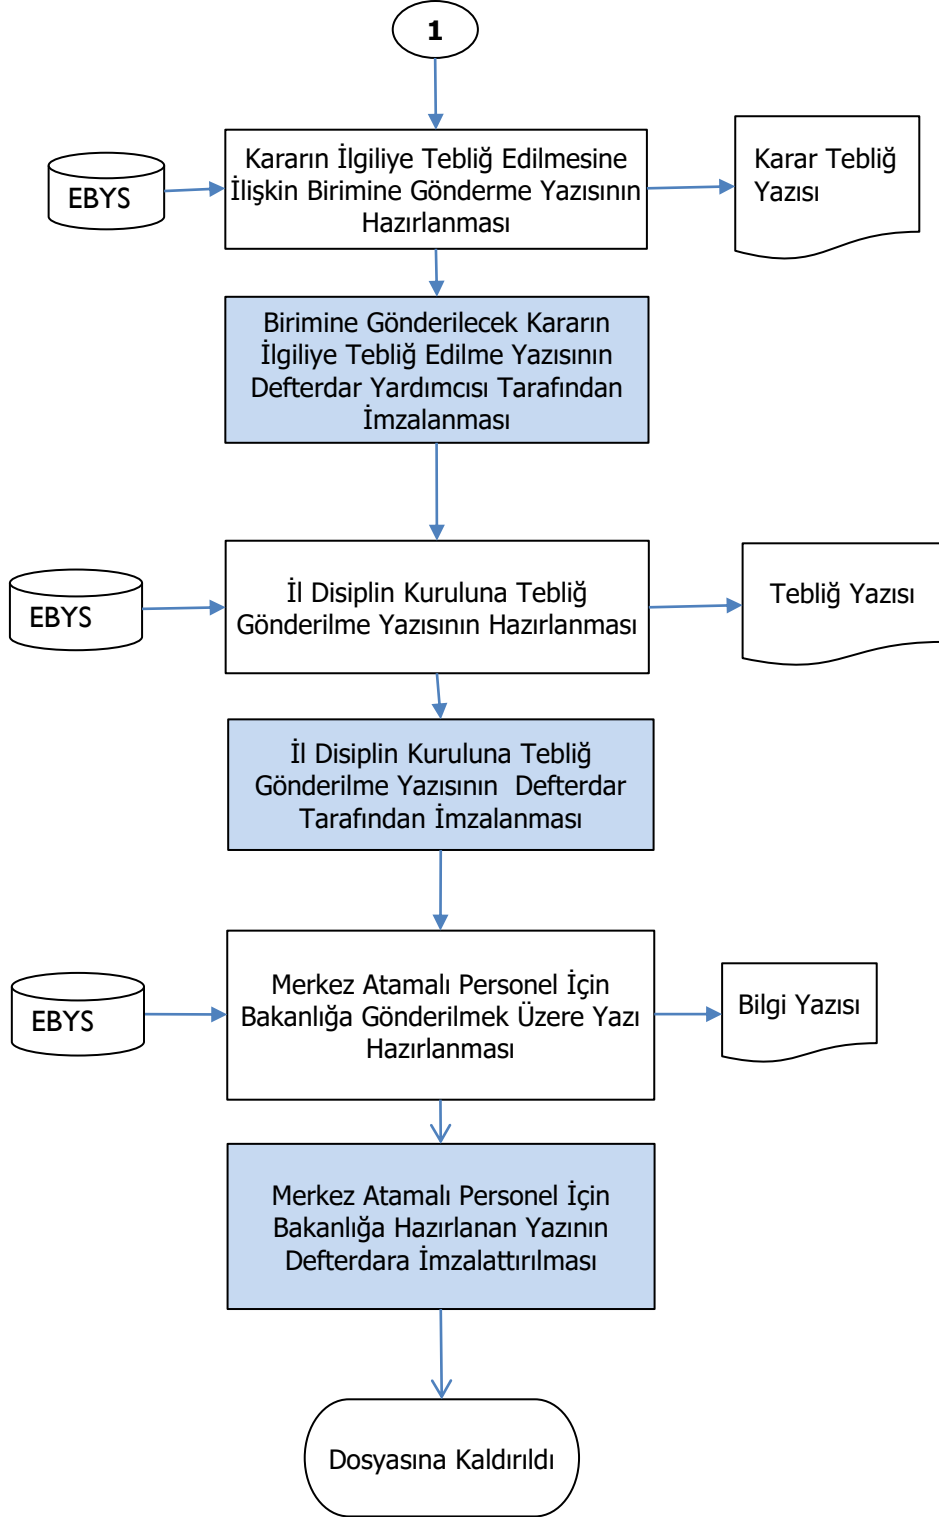 1
EBYS
Kararın İlgiliye Tebliğ Edilmesine
İlişkin Birimine Gönderme Yazısının
Hazırlanması
Karar Tebliğ
Yazısı
Birimine Gönderilecek Kararın
İlgiliye Tebliğ Edilme Yazısının
Defterdar Yardımcısı Tarafından
İmzalanması
EBYS
İl Disiplin Kuruluna Tebliğ
Gönderilme Yazısının Hazırlanması
Tebliğ Yazısı
İl Disiplin Kuruluna Tebliğ
Gönderilme Yazısının Defterdar
Tarafından İmzalanması
EBYS
Merkez Atamalı Personel İçin
Bakanlığa Gönderilmek Üzere Yazı
Hazırlanması
Bilgi Yazısı
Merkez Atamalı Personel İçin
Bakanlığa Hazırlanan Yazının
Defterdara İmzalattırılması
Dosyasına Kaldırıldı